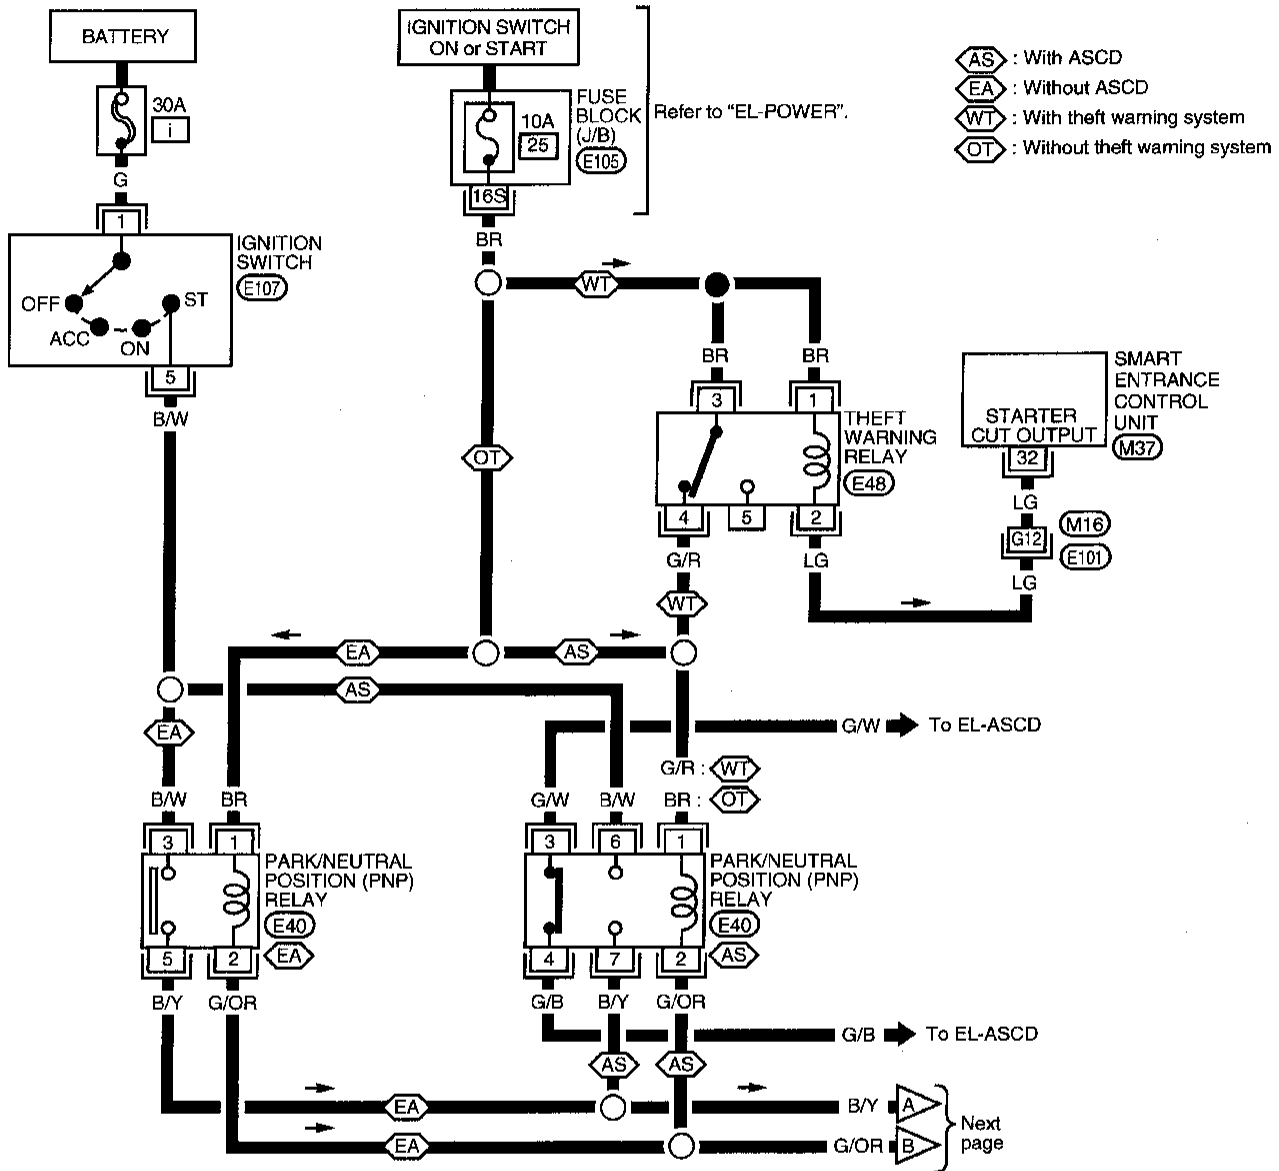 BATTERY
30A
i
G
1
IGNITION SWITCH
ON or START
FUSE
BLOCK
(J/B)
E105
10A
25
16S
BR
Refer to "EL-POWER".
AS : With ASCD
EA : Without ASCD
WT : With theft warning system
OT : Without theft warning system
IGNITION
SWITCH
E107
OFF
ACC
ON
ST
5
B/W
WT
OT
BR
BR
3
1
THEFT
WARNING
RELAY
E48
4
5
2
G/R
LG
WT
SMART
ENTRANCE
CONTROL
UNIT
M37
STARTER
CUT OUTPUT
32
LG
G12
M16
E101
LG
EA
AS
AS
EA
G/W
To EL-ASCD
G/R : WT
BR : OT
B/W
BR
G/W
B/W
3
1
3
6
1
PARK/NEUTRAL
POSITION (PNP)
RELAY
E40
EA
PARK/NEUTRAL
POSITION (PNP)
RELAY
E40
AS
5
2
4
7
2
B/Y
G/OR
G/B
B/Y
G/OR
G/B
To EL-ASCD
AS
AS
EA
B/Y
A
EA
G/OR
B
Next
page